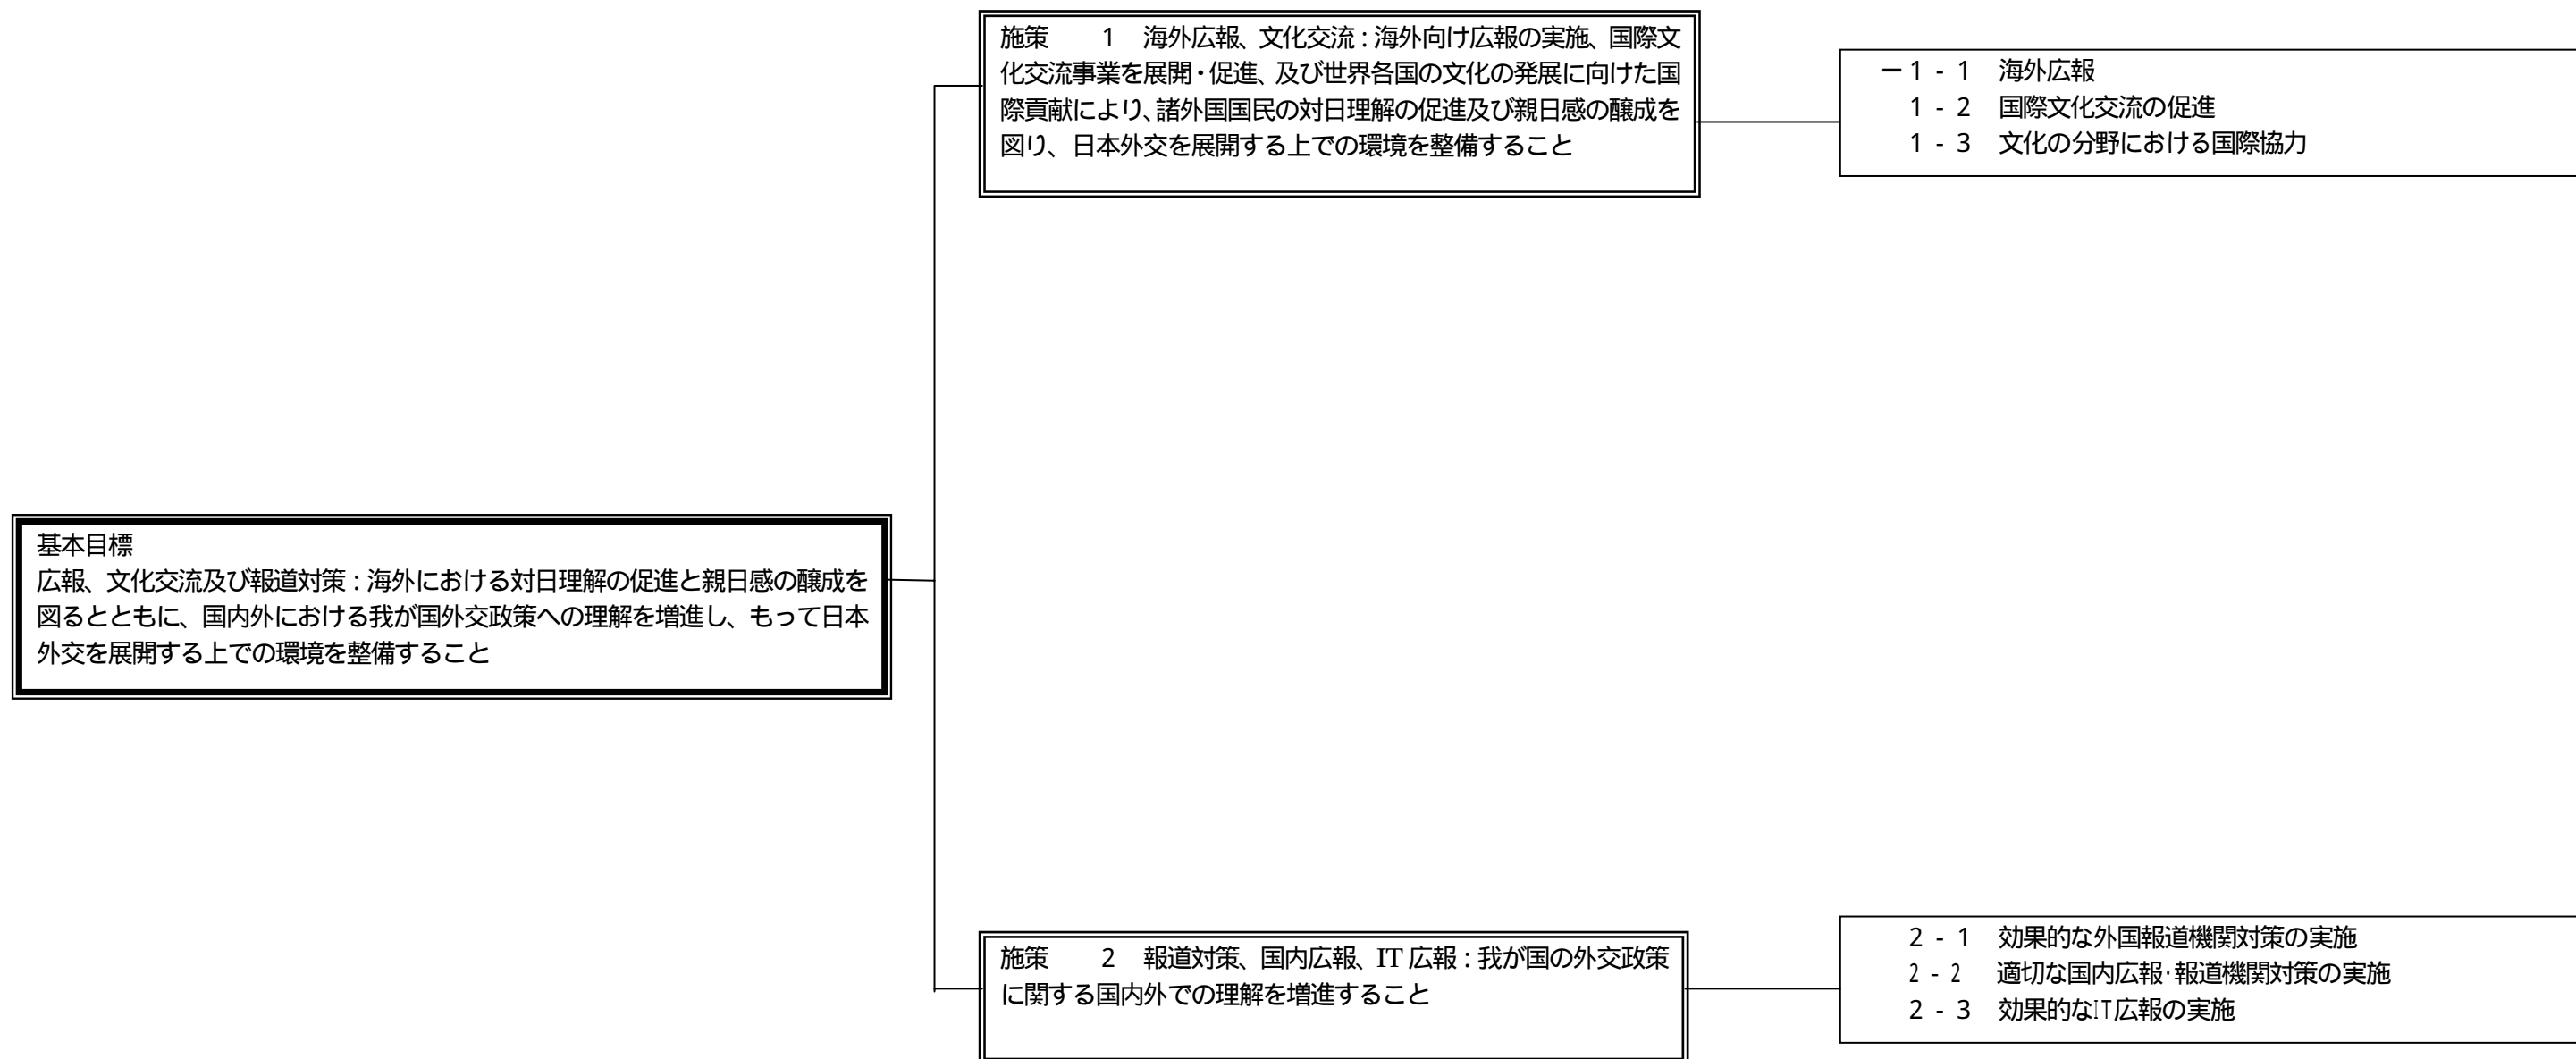 施策　　1　海外広報、文化交流：海外向け広報の実施、国際文
化交流事業を展開・促進、及び世界各国の文化の発展に向けた国
際貢献により、諸外国国民の対日理解の促進及び親日感の醸成を
図り、日本外交を展開する上での環境を整備すること
ー1 - 1　海外広報
1 - 2　国際文化交流の促進
1 - 3　文化の分野における国際協力
基本目標
広報、文化交流及び報道対策：海外における対日理解の促進と親日感の醸成を
図るとともに、国内外における我が国外交政策への理解を増進し、もって日本
外交を展開する上での環境を整備すること
施策　　2　報道対策、国内広報、IT 広報：我が国の外交政策
に関する国内外での理解を増進すること
2 - 1　効果的な外国報道機関対策の実施
2 - 2　適切な国内広報・報道機関対策の実施
2 - 3　効果的なIT広報の実施